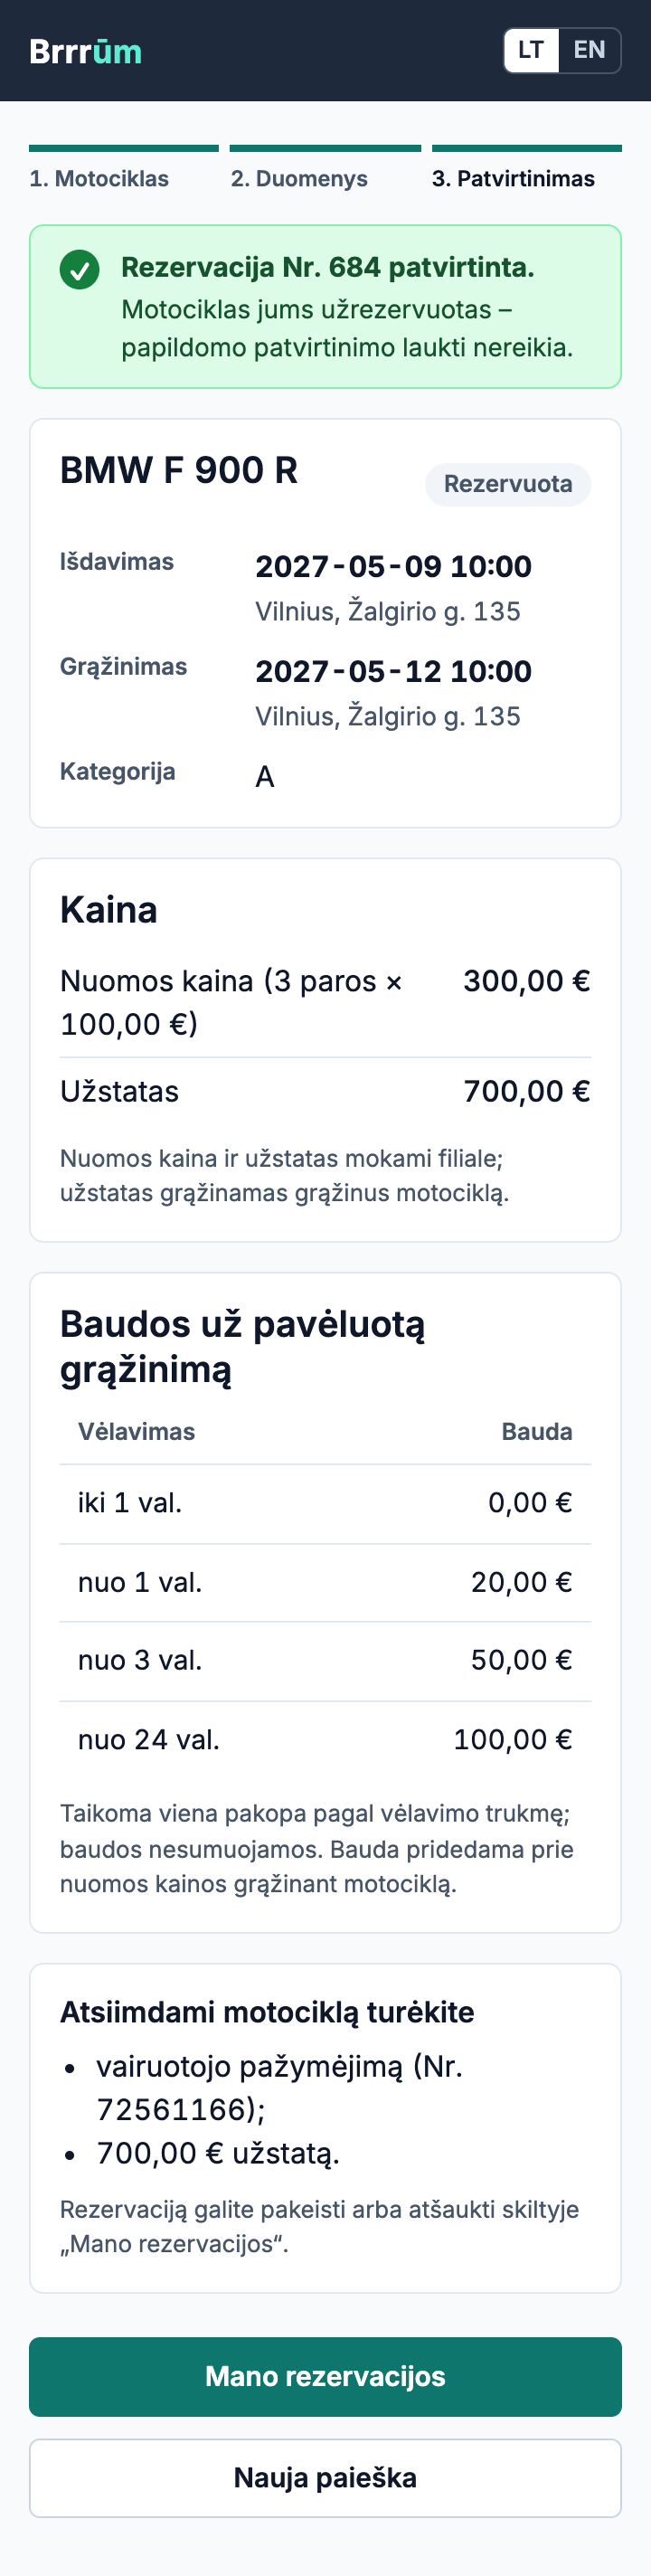 Brrrūm
LT EN
1. Motociklas 2. Duomenys 3. Patvirtinimas
Rezervacija Nr. 684 patvirtinta.
Motociklas jums užrezervuotas –
papildomo patvirtinimo laukti nereikia.
BMW F 900 R
Rezervuota
Išdavimas 2027-05-09 10:00
Vilnius, Žalgirio g. 135
Grąžinimas 2027-05-12 10:00
Vilnius, Žalgirio g. 135
Kategorija A
Kaina
Nuomos kaina (3 paros × 300,00 €
100,00 €)
Užstatas 700,00 €
Nuomos kaina ir užstatas mokami filiale;
užstatas grąžinamas grąžinus motociklą.
Baudos už pavėluotą
grąžinimą
Vėlavimas Bauda
iki 1 val. 0,00 €
nuo 1 val. 20,00 €
nuo 3 val. 50,00 €
nuo 24 val. 100,00 €
Taikoma viena pakopa pagal vėlavimo trukmę;
baudos nesumuojamos. Bauda pridedama prie
nuomos kainos grąžinant motociklą.
Atsiimdami motociklą turėkite
• vairuotojo pažymėjimą (Nr.
72561166);
• 700,00 € užstatą.
Rezervaciją galite pakeisti arba atšaukti skiltyje
„Mano rezervacijos“.
Mano rezervacijos
Nauja paieška